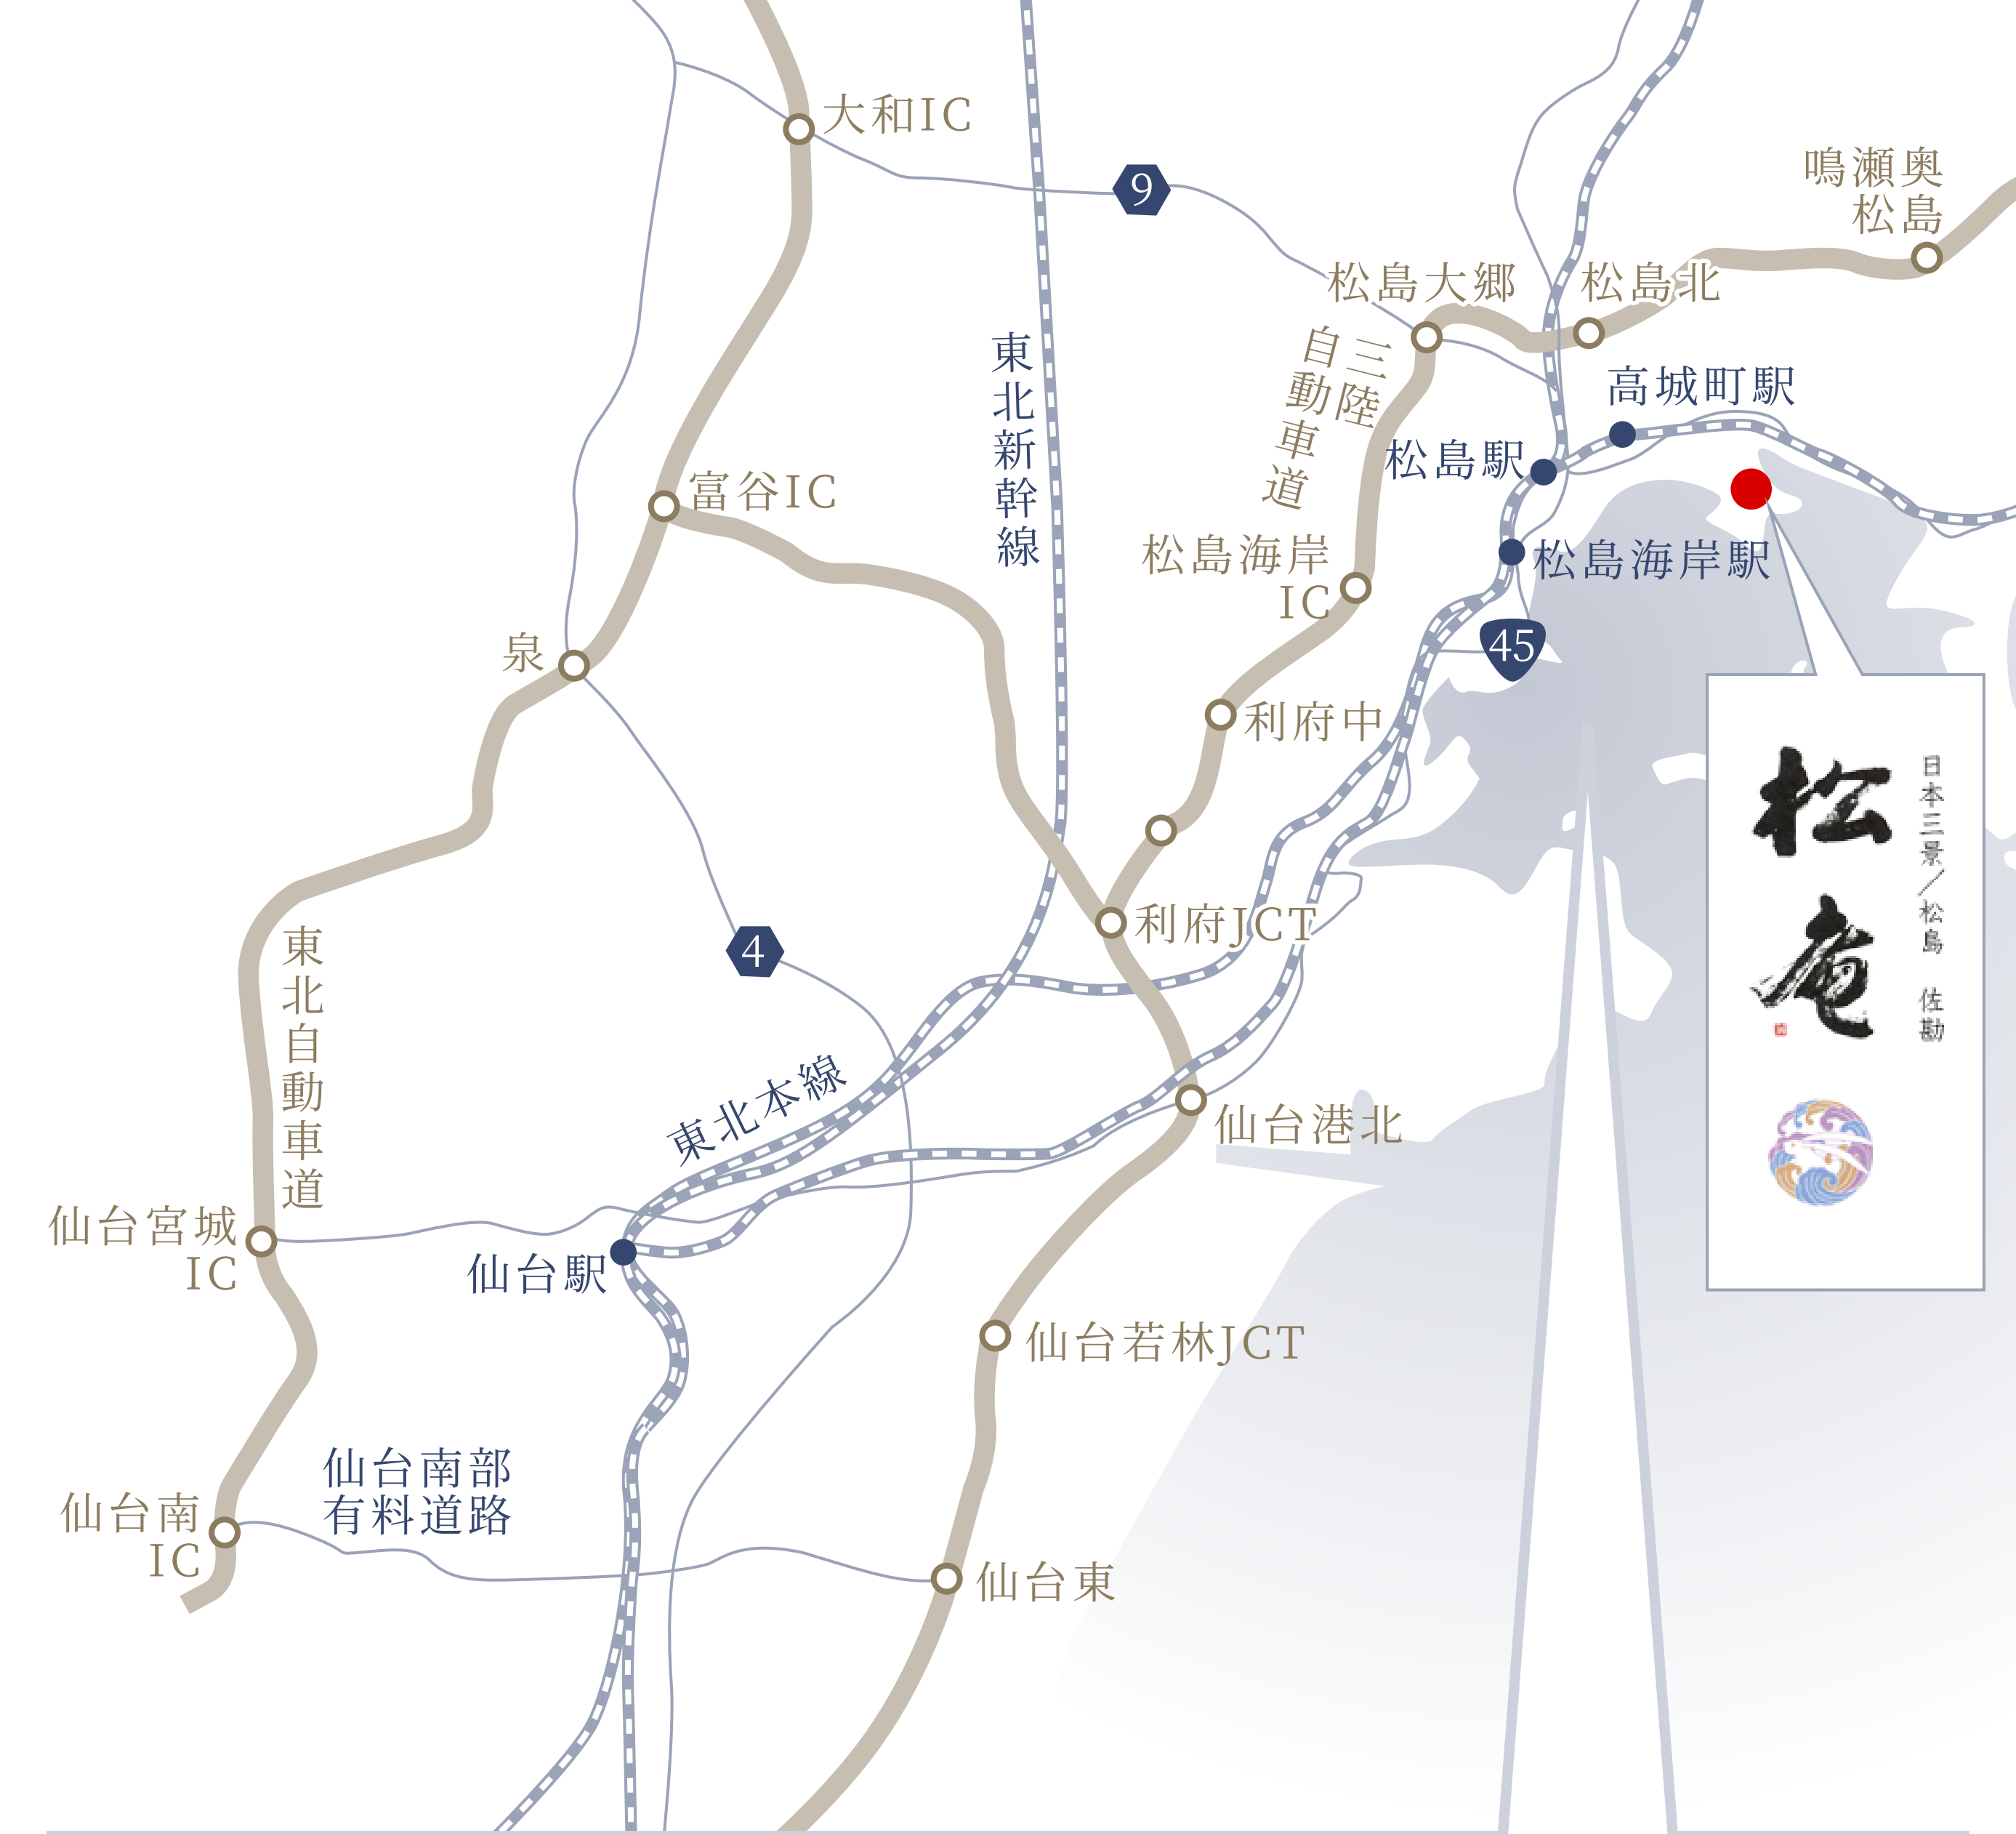 大和IC
9
鳴瀬奥
松島
松島大郷
松島北
東北新幹線
三陸
自動車道
高城町駅
松島駅
富谷IC
松島海岸
IC
松島海岸駅
泉
45
利府中
日本三景／松島 佐勘
松庵
利府JCT
4
東北自動車道
東北本線
仙台港北
仙台宮城
IC
仙台駅
仙台若林JCT
仙台南部
有料道路
仙台南
IC
仙台東